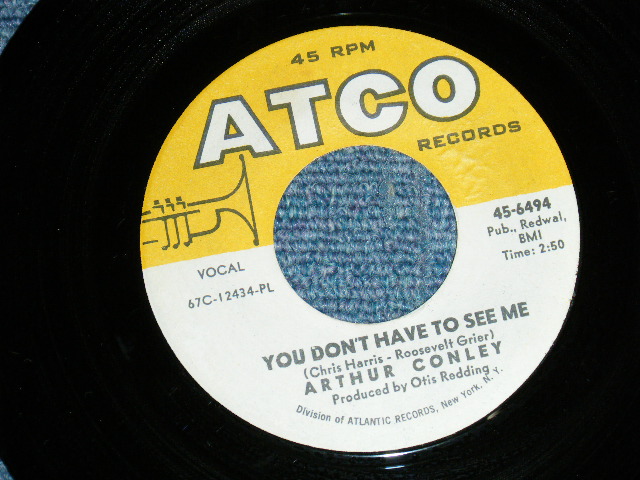 45 RPM
ATCO
RECORDS
45-6494
Pub., Redwal,
BMI
Time: 2:50
VOCAL
67C-12434-PL
YOU DON'T HAVE TO SEE ME
(Chris Harris - Roosevelt Grier)
ARTHUR CONLEY
Produced by Otis Redding
Division of ATLANTIC RECORDS, New York, N. Y.